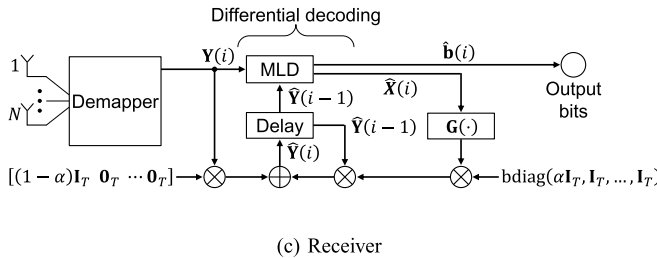 Differential decoding
1
N
Demapper
Y(i)
MLD
b̂(i)
X̂(i)
Output
bits
Ŷ(i − 1)
Delay
Ŷ(i − 1)
G(·)
Ŷ(i)
[(1 − α)I_T 0_T ⋯ 0_T]
bdiag(αI_T, I_T, … , I_T)
(c) Receiver